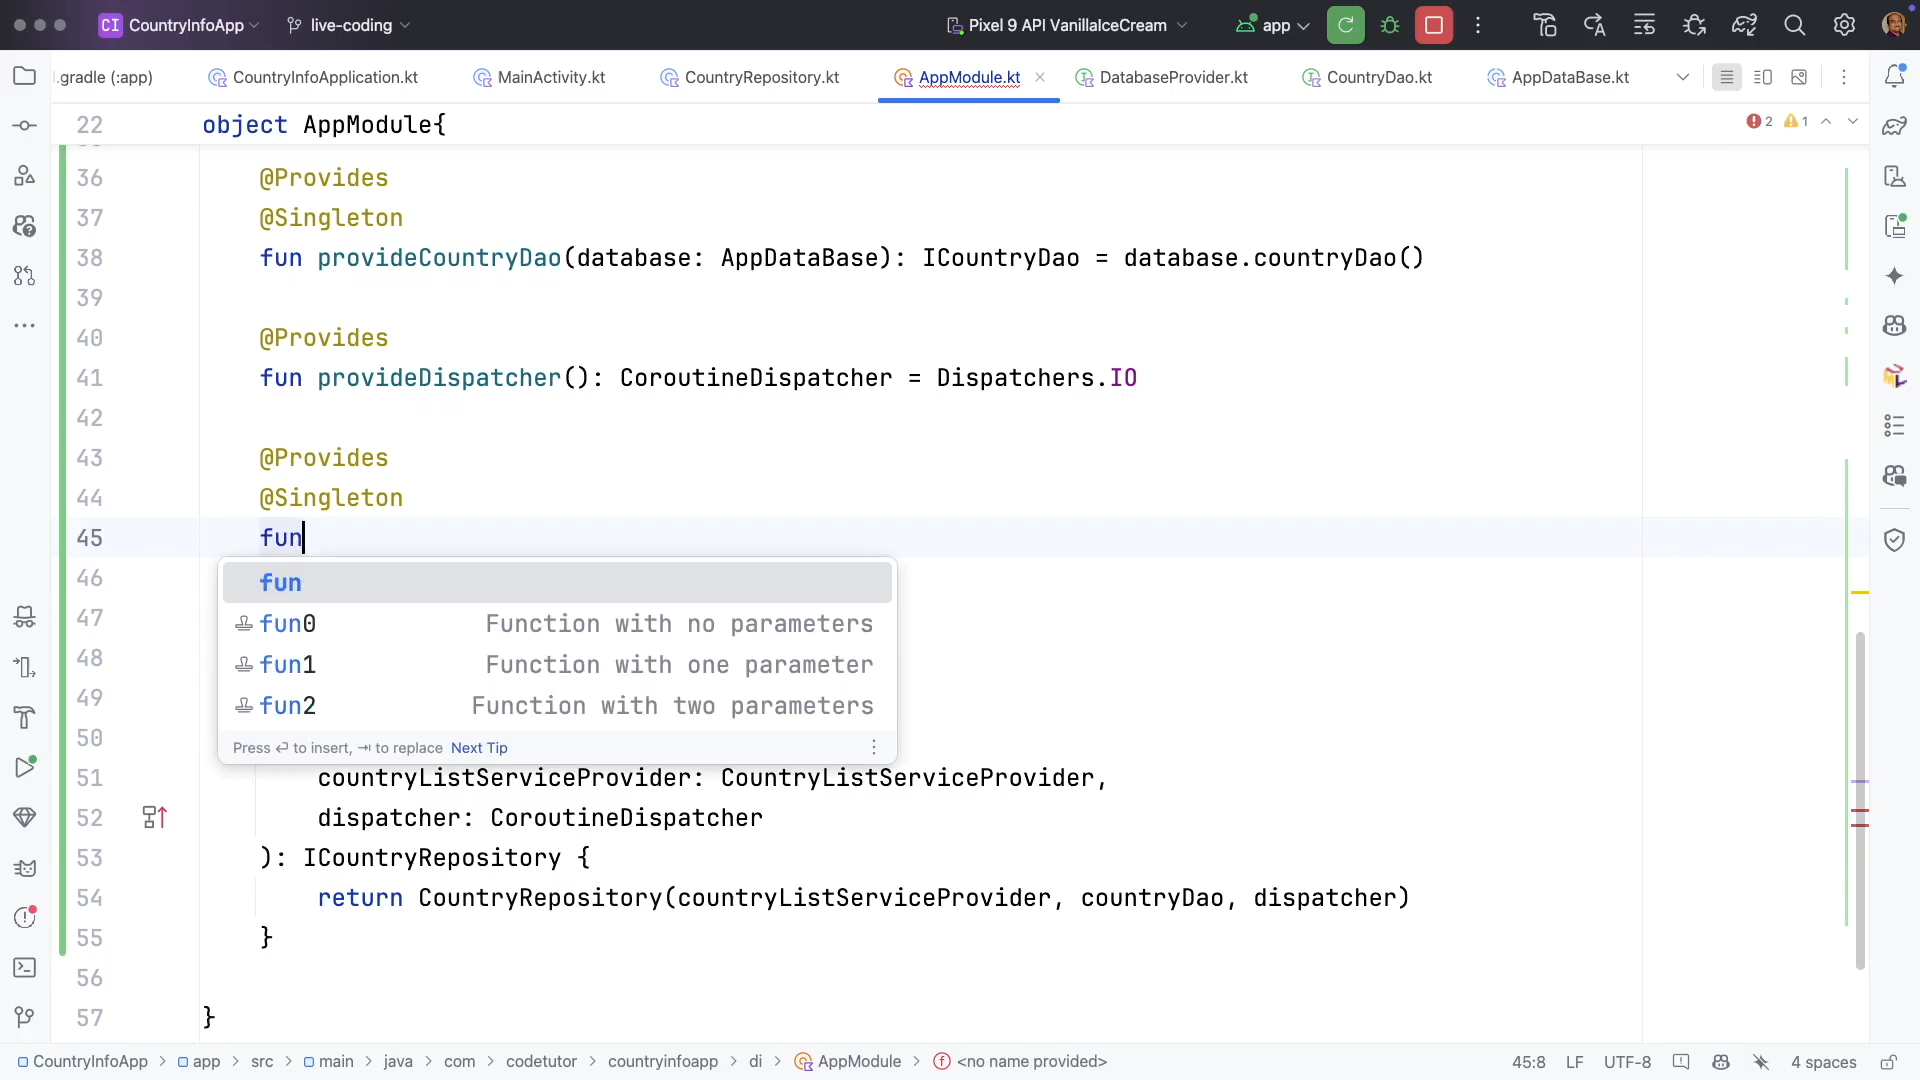 CI CountryInfoApp live-coding Pixel 9 API VanillaIceCream app
.gradle (:app) CountryInfoApplication.kt MainActivity.kt CountryRepository.kt AppModule.kt DatabaseProvider.kt CountryDao.kt AppDataBase.kt
22 object AppModule{ 2 1
36 @Provides
37 @Singleton
38 fun provideCountryDao(database: AppDataBase): ICountryDao = database.countryDao()
39
40 @Provides
41 fun provideDispatcher(): CoroutineDispatcher = Dispatchers.IO
42
43 @Provides
44 @Singleton
45 fun
46 fun
47 fun0 Function with no parameters
48 fun1 Function with one parameter
49 fun2 Function with two parameters
50 Press ↵ to insert, ⇥ to replace Next Tip
51 countryListServiceProvider: CountryListServiceProvider,
52 dispatcher: CoroutineDispatcher
53 ): ICountryRepository {
54 return CountryRepository(countryListServiceProvider, countryDao, dispatcher)
55 }
56
57 }
CountryInfoApp > app > src > main > java > com > codetutor > countryinfoapp > di > AppModule > <no name provided> 45:8 LF UTF-8 4 spaces